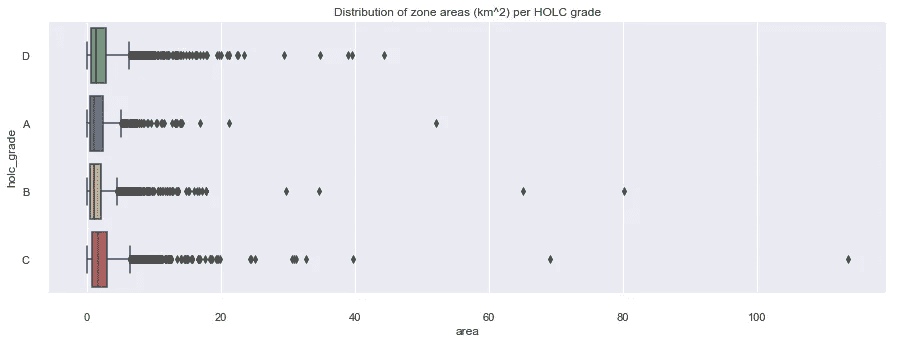 Distribution of zone areas (km^2) per HOLC grade
holc_grade
D
A
B
C
0 20 40 60 80 100
area